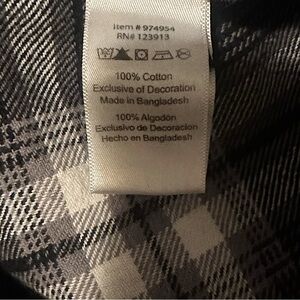 Item # 974954
RN# 123913
100% Cotton
Exclusive of Decoration
Made in Bangladesh
100% Algodón
Exclusivo de Decoracion
Hecho en Bangladesh